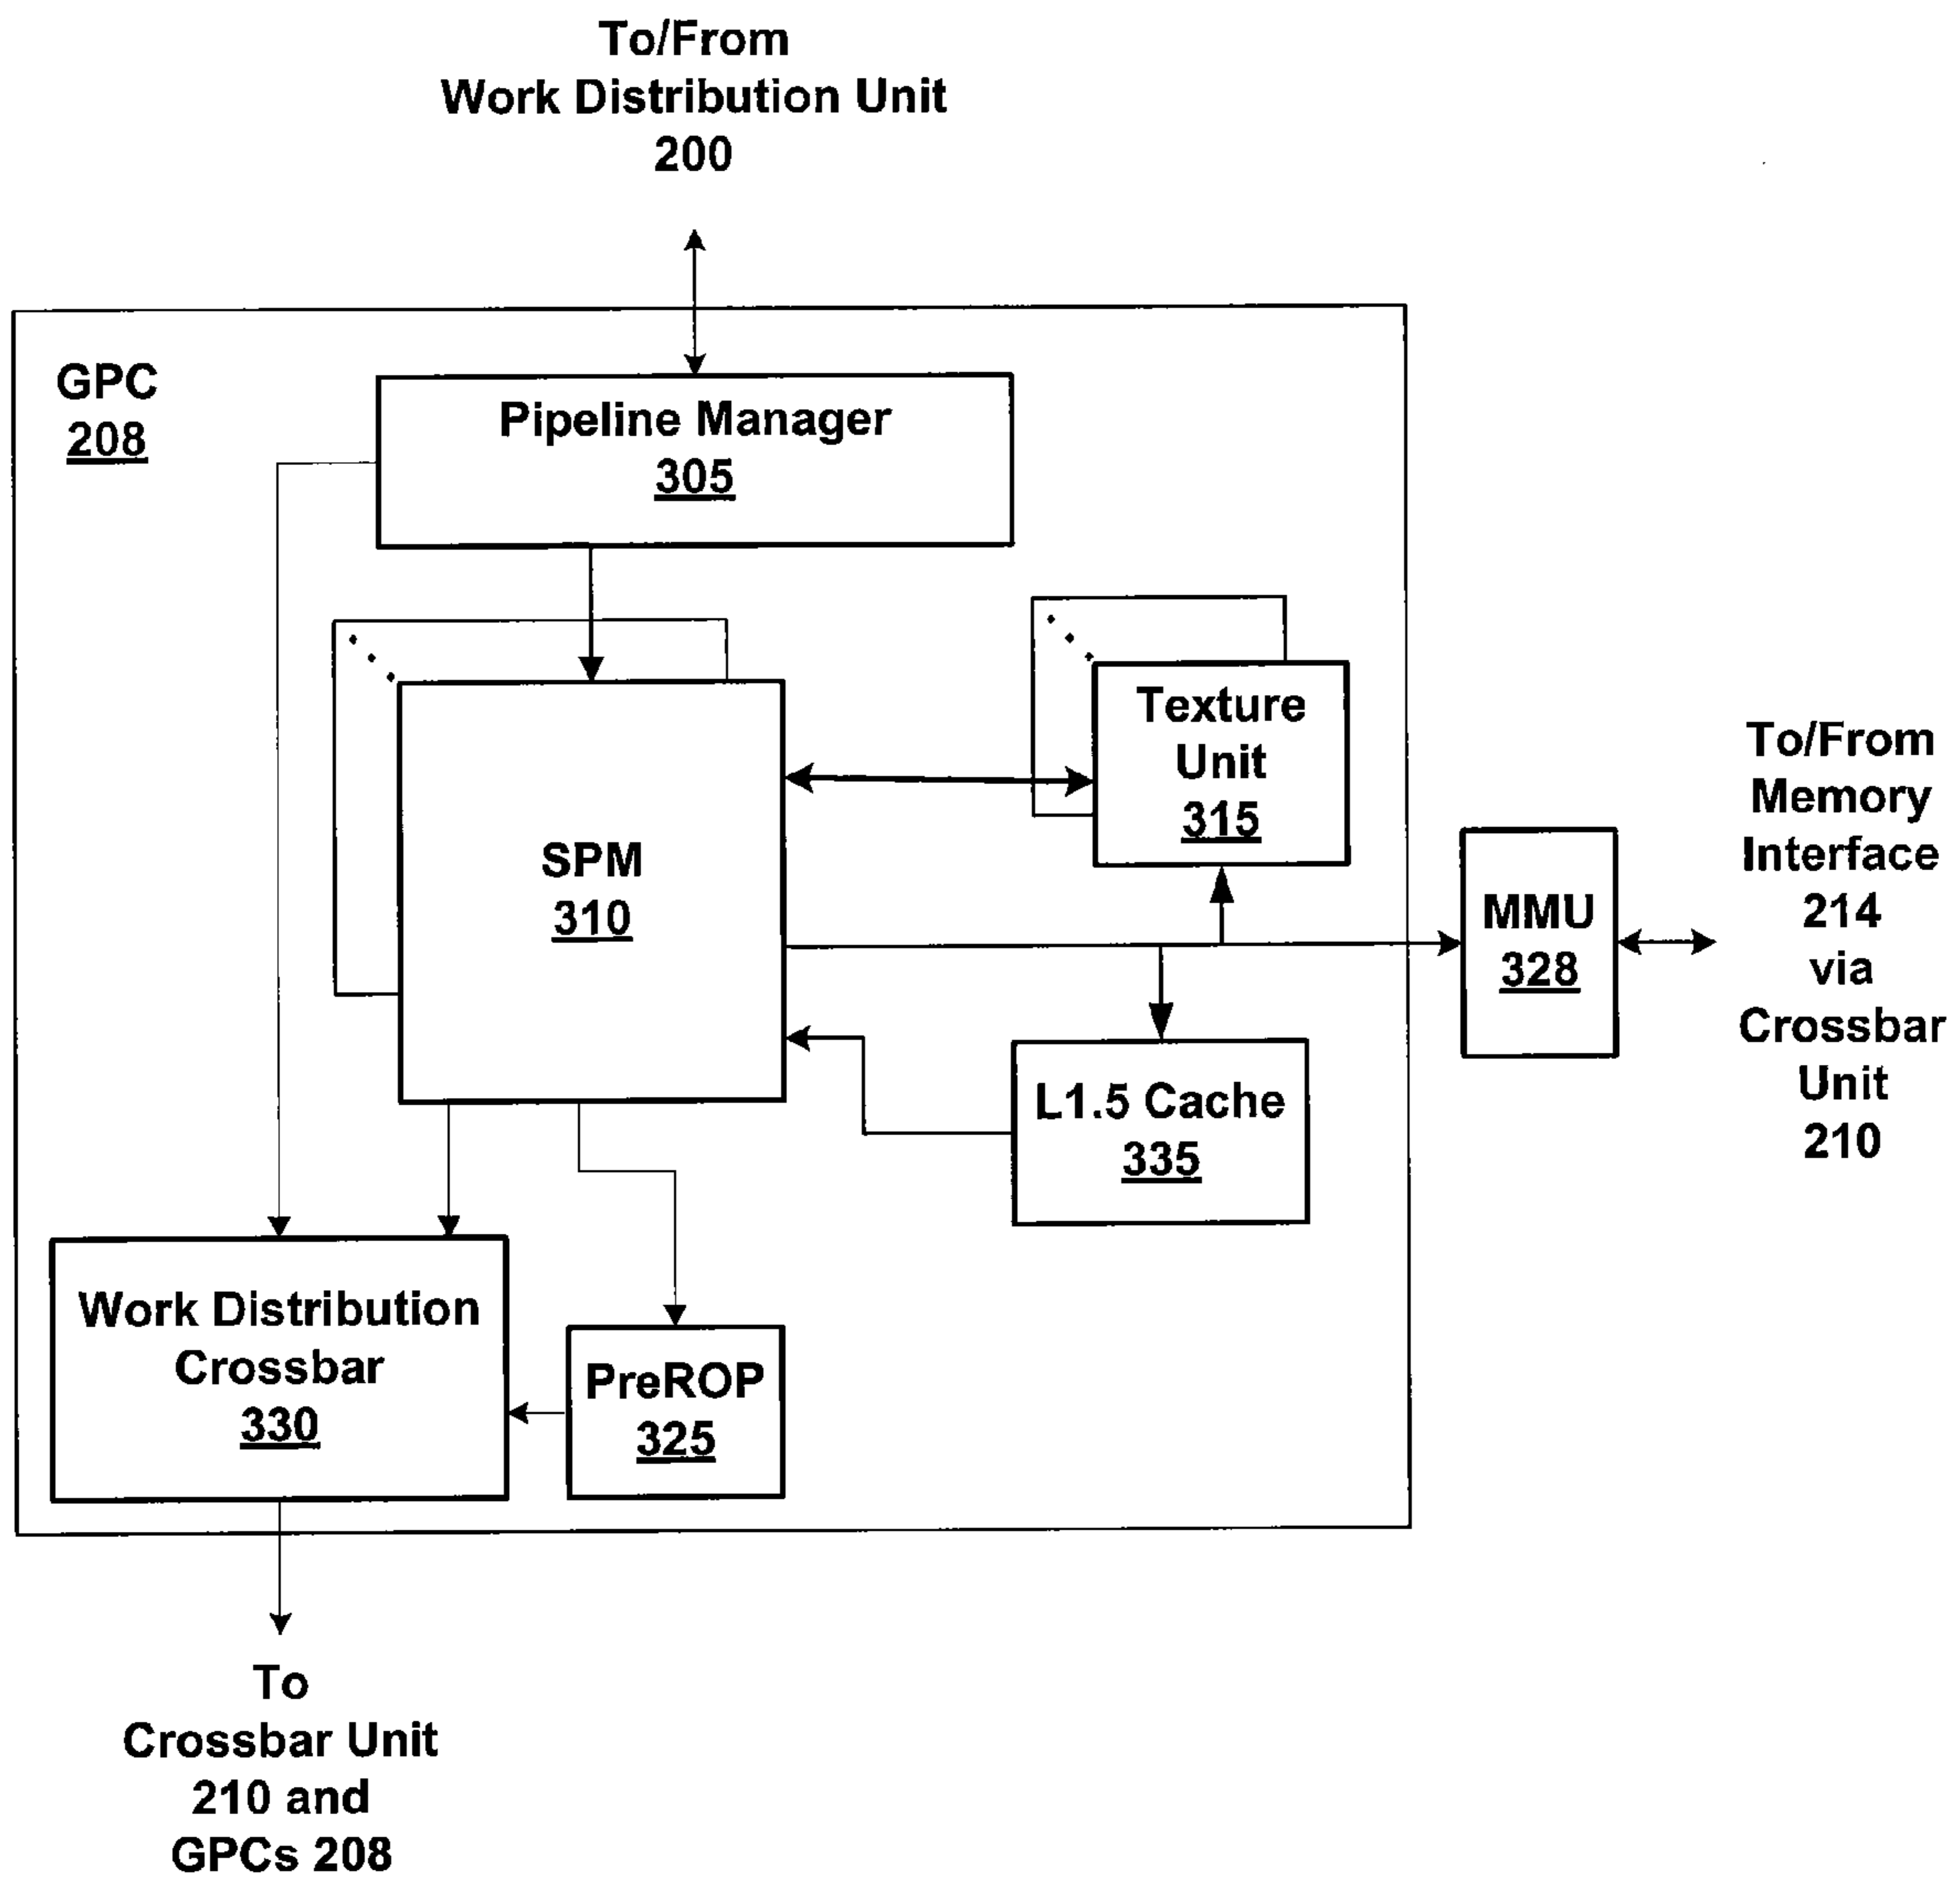 To/From
Work Distribution Unit
200
GPC
208
Pipeline Manager
305
Texture
Unit
315
SPM
310
To/From
Memory
Interface
214
via
Crossbar
Unit
210
MMU
328
L1.5 Cache
335
Work Distribution
Crossbar
330
PreROP
325
To
Crossbar Unit
210 and
GPCs 208